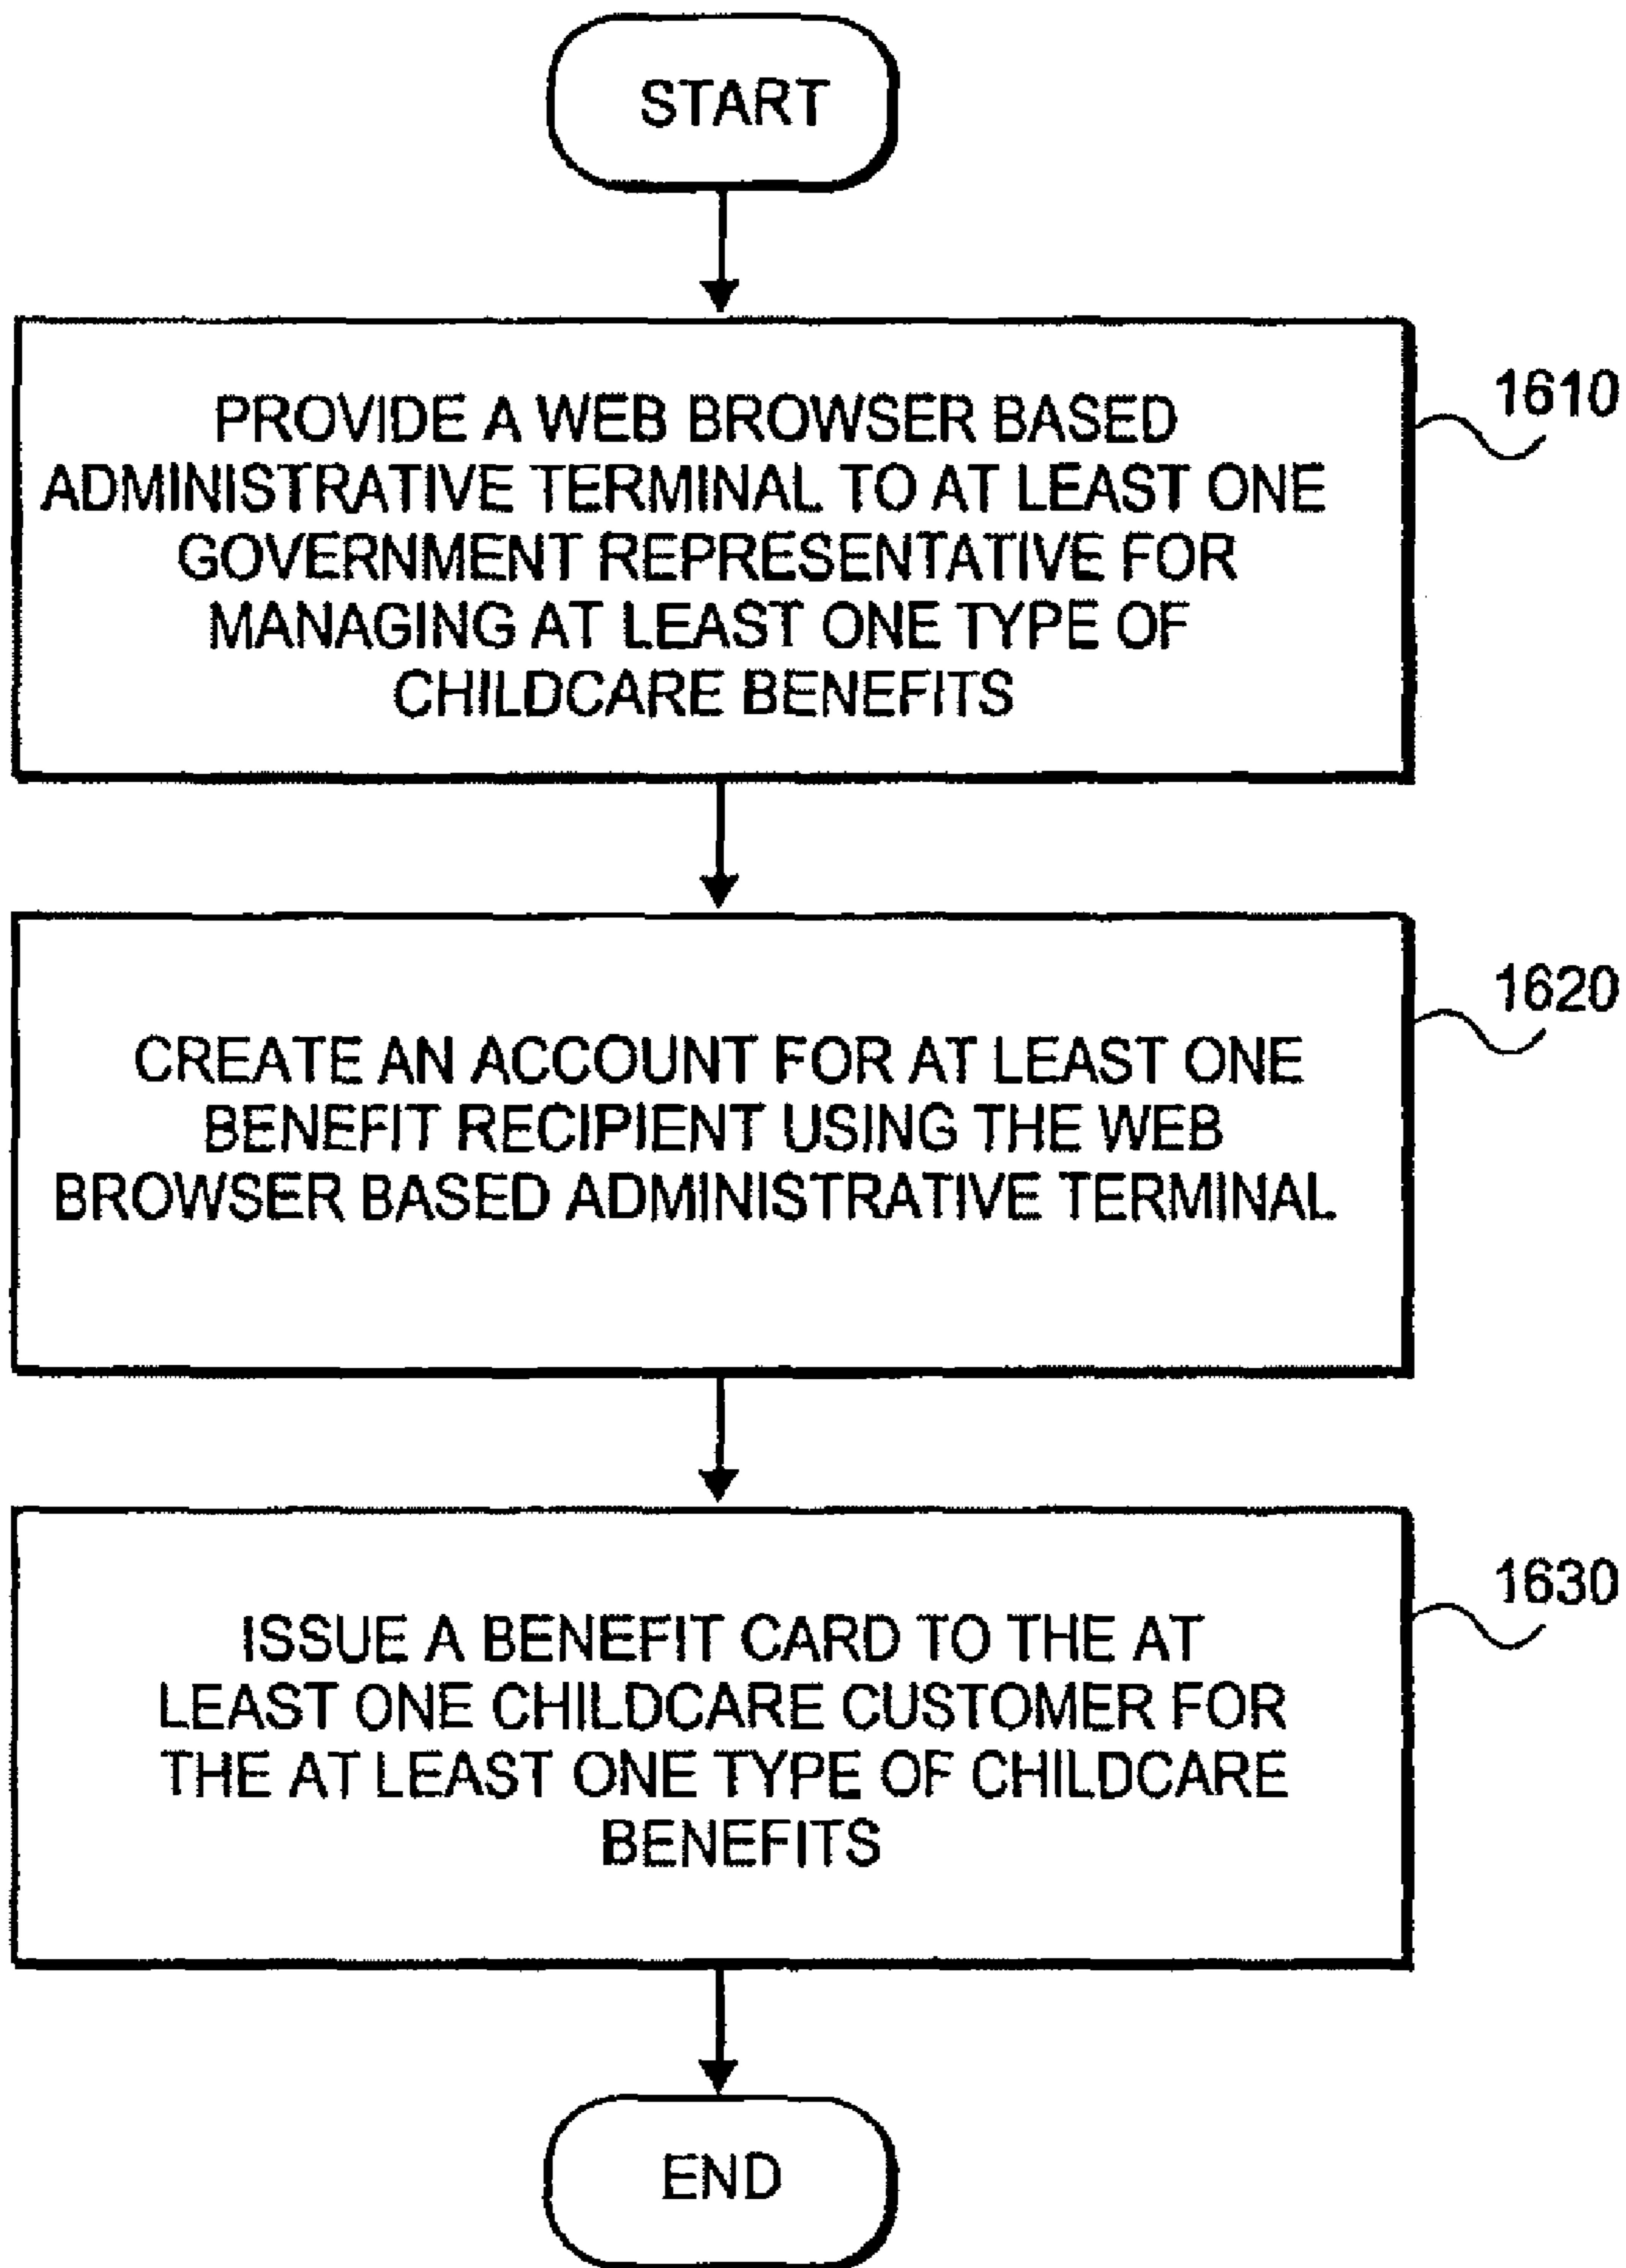 START
PROVIDE A WEB BROWSER BASED
ADMINISTRATIVE TERMINAL TO AT LEAST ONE
GOVERNMENT REPRESENTATIVE FOR
MANAGING AT LEAST ONE TYPE OF
CHILDCARE BENEFITS
1610
CREATE AN ACCOUNT FOR AT LEAST ONE
BENEFIT RECIPIENT USING THE WEB
BROWSER BASED ADMINISTRATIVE TERMINAL
1620
ISSUE A BENEFIT CARD TO THE AT
LEAST ONE CHILDCARE CUSTOMER FOR
THE AT LEAST ONE TYPE OF CHILDCARE
BENEFITS
1630
END